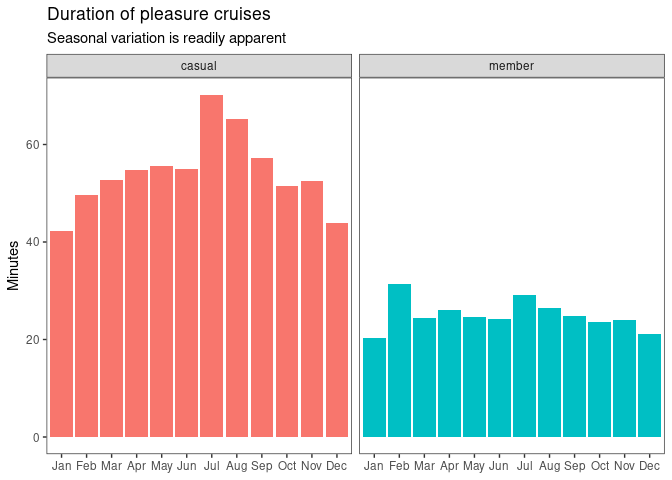 Duration of pleasure cruises
Seasonal variation is readily apparent
casual
member
Minutes
60
40
20
0
Jan Feb Mar Apr May Jun Jul Aug Sep Oct Nov Dec
Jan Feb Mar Apr May Jun Jul Aug Sep Oct Nov Dec